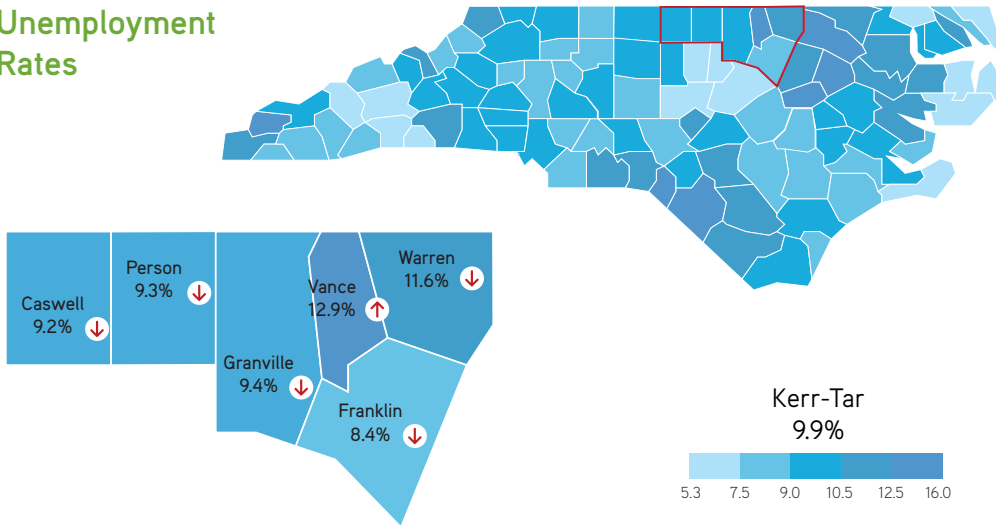 Unemployment
Rates
Caswell
9.2%
Person
9.3%
Granville
9.4%
Vance
12.9%
Warren
11.6%
Franklin
8.4%
Kerr-Tar
9.9%
5.3 7.5 9.0 10.5 12.5 16.0